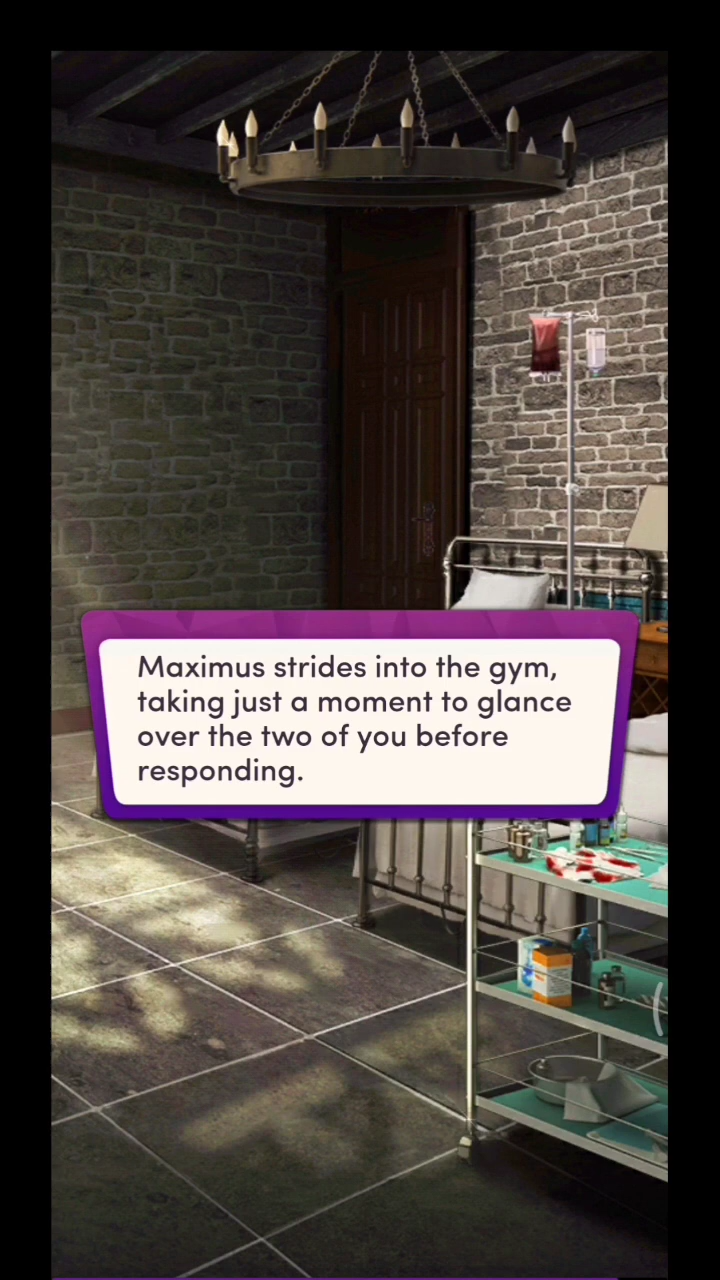 Maximus strides into the gym,
taking just a moment to glance
over the two of you before
responding.